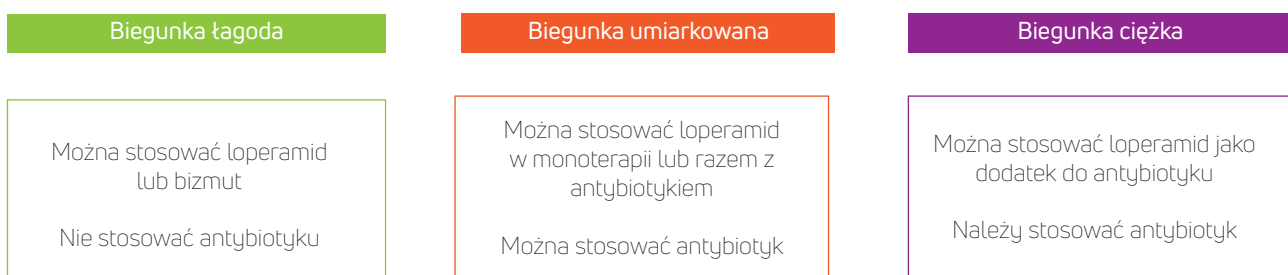 Biegunka łagoda
Można stosować loperamid
lub bizmut
Nie stosować antybiotyku
Biegunka umiarkowana
Można stosować loperamid
w monoterapii lub razem z
antybiotykiem
Można stosować antybiotyk
Biegunka ciężka
Można stosować loperamid jako
dodatek do antybiotyku
Należy stosować antybiotyk